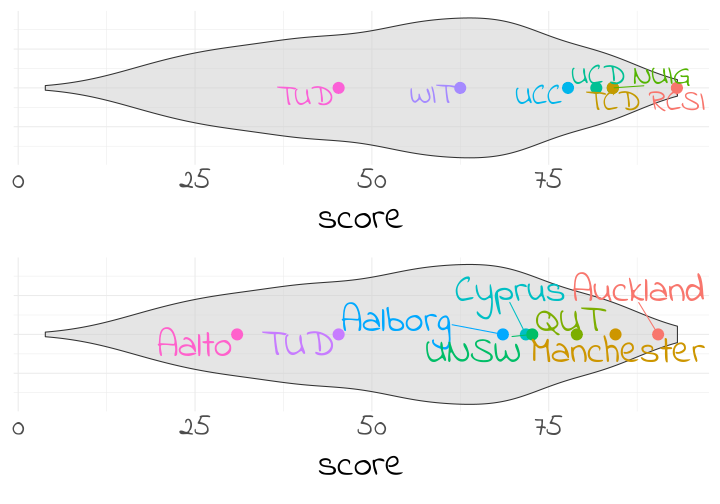 UCD NUIG
TUD WIT UCC TCD RCSI
0 25 50 75
score
Cyprus Auckland
Aalborg QUT
Aalto TUD UNSW Manchester
0 25 50 75
score